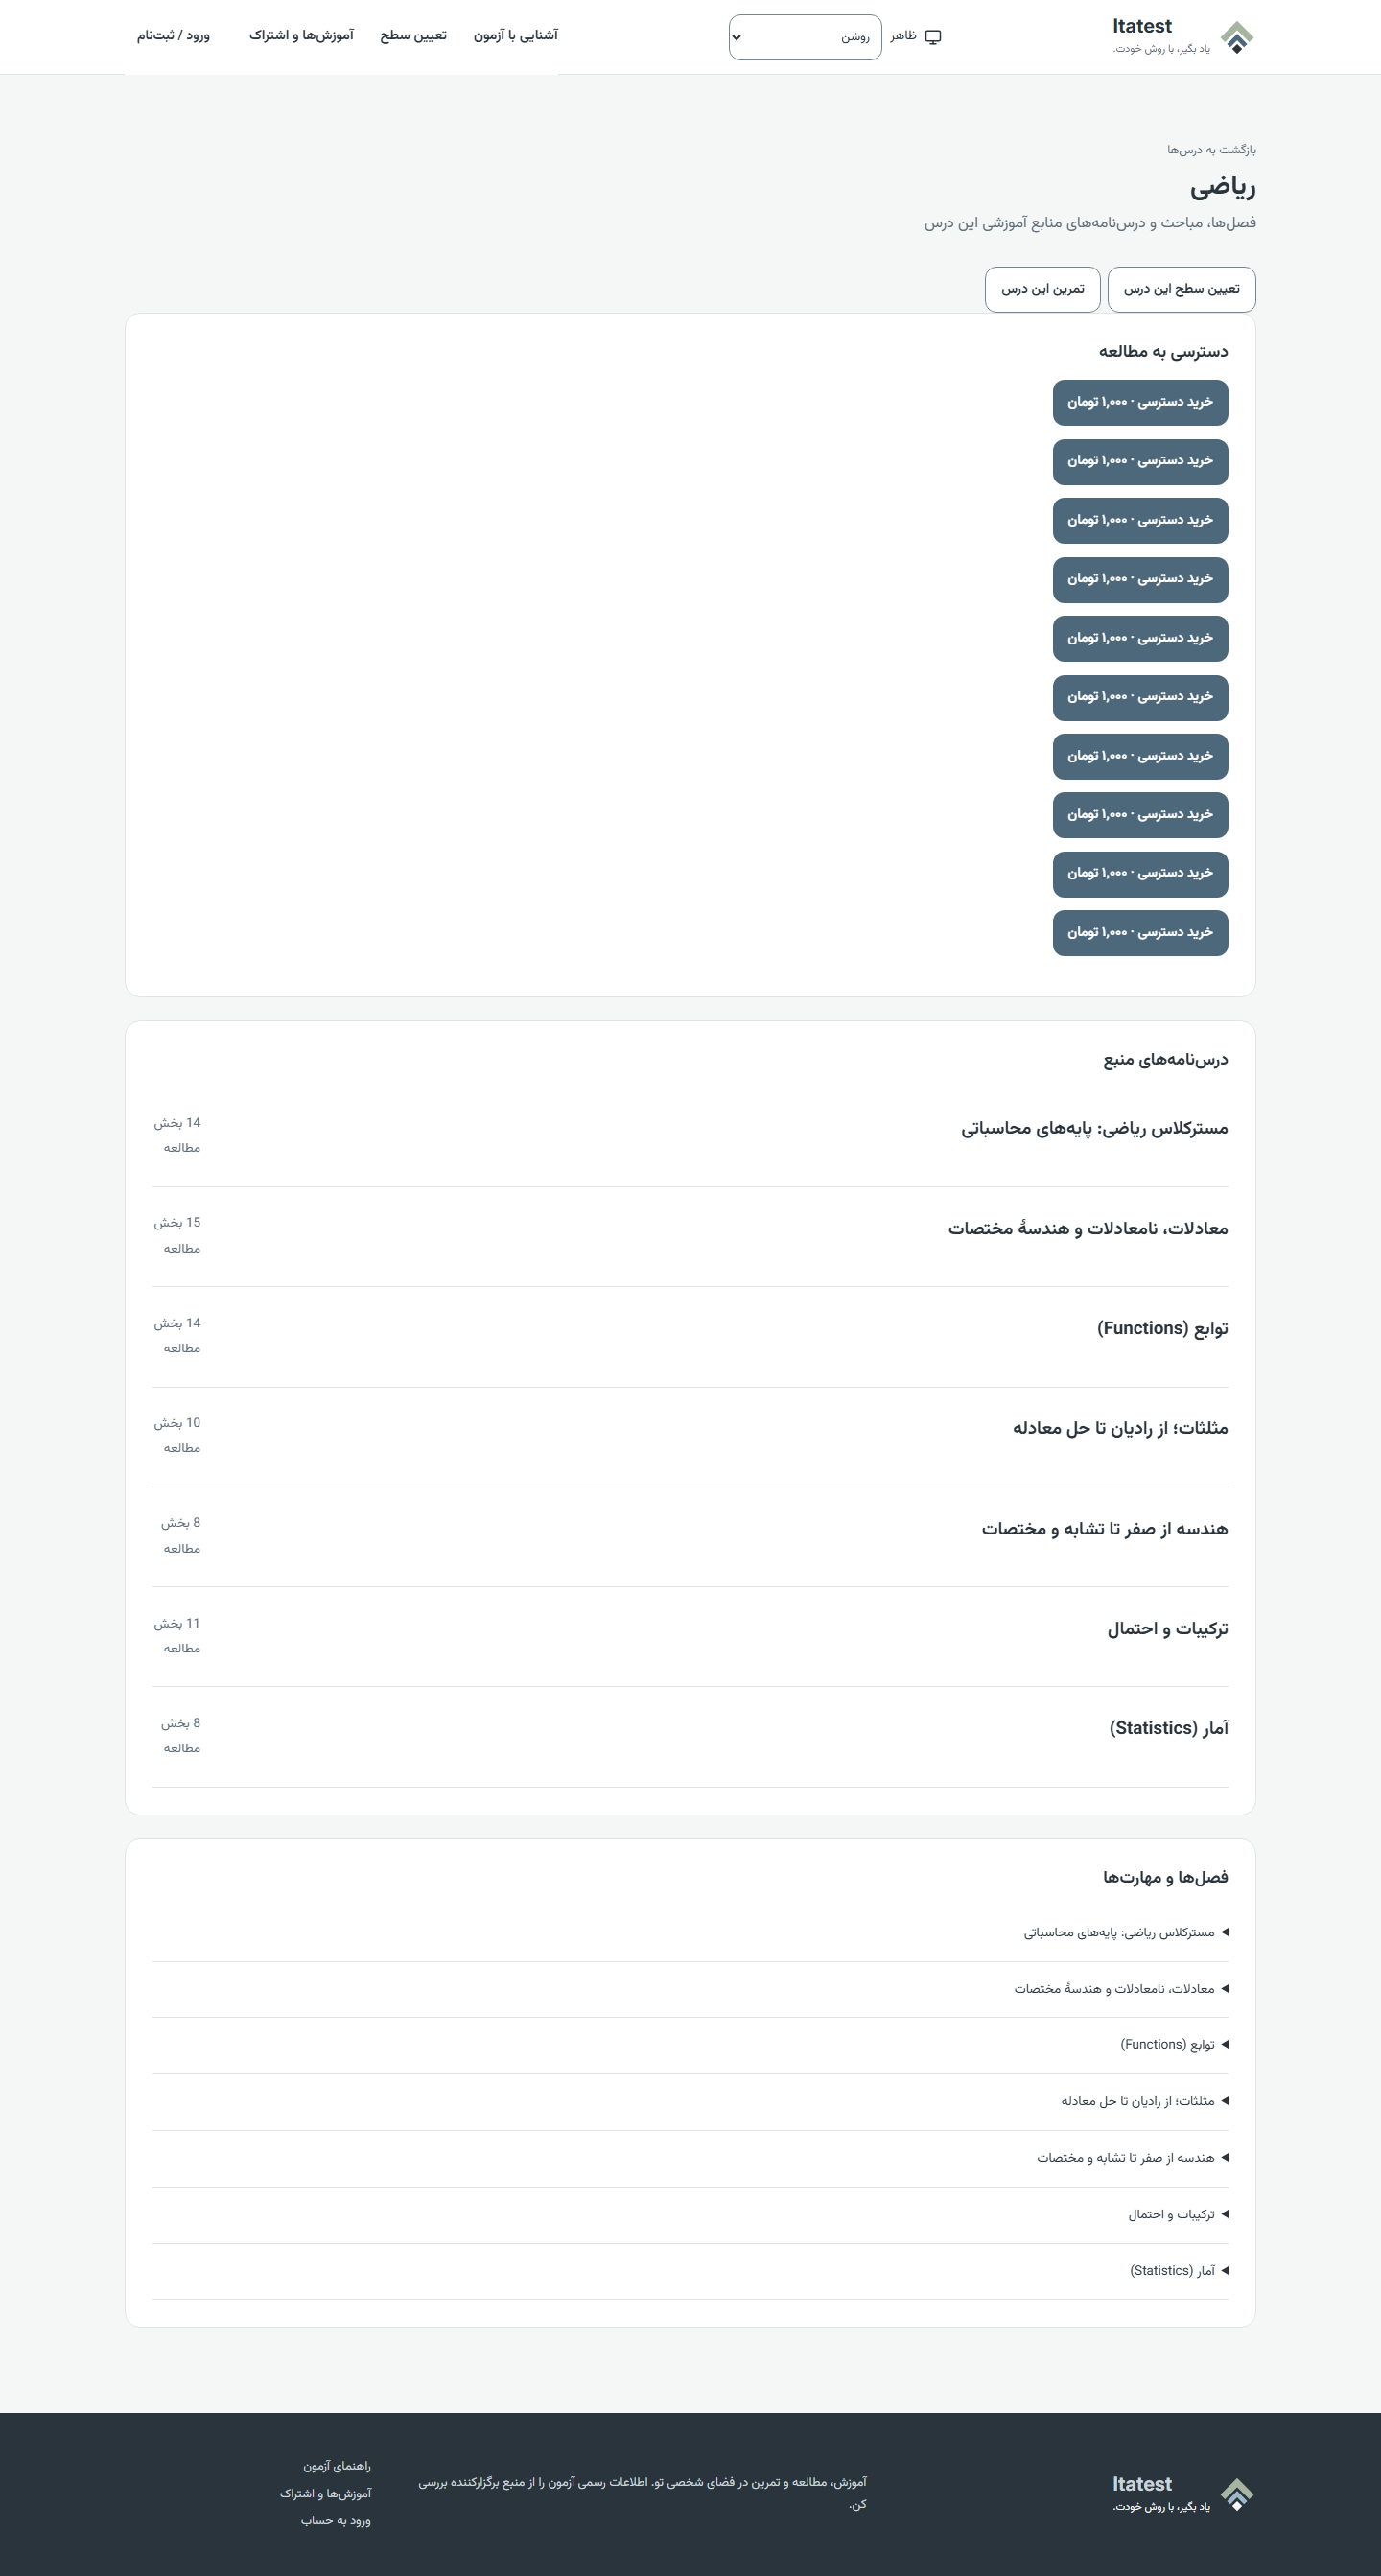 Itatest
یاد بگیر، با روش خودت.
ظاهر
روشن
آشنایی با آزمون
تعیین سطح
آموزش‌ها و اشتراک
ورود / ثبت‌نام
بازگشت به درس‌ها
ریاضی
فصل‌ها، مباحث و درس‌نامه‌های منابع آموزشی این درس
تعیین سطح این درس
تمرین این درس
دسترسی به مطالعه
خرید دسترسی · ۱,۰۰۰ تومان
خرید دسترسی · ۱,۰۰۰ تومان
خرید دسترسی · ۱,۰۰۰ تومان
خرید دسترسی · ۱,۰۰۰ تومان
خرید دسترسی · ۱,۰۰۰ تومان
خرید دسترسی · ۱,۰۰۰ تومان
خرید دسترسی · ۱,۰۰۰ تومان
خرید دسترسی · ۱,۰۰۰ تومان
خرید دسترسی · ۱,۰۰۰ تومان
خرید دسترسی · ۱,۰۰۰ تومان
درس‌نامه‌های منبع
مسترکلاس ریاضی: پایه‌های محاسباتی
14 بخش
مطالعه
معادلات، نامعادلات و هندسهٔ مختصات
15 بخش
مطالعه
توابع (Functions)
14 بخش
مطالعه
مثلثات؛ از رادیان تا حل معادله
10 بخش
مطالعه
هندسه از صفر تا تشابه و مختصات
8 بخش
مطالعه
ترکیبات و احتمال
11 بخش
مطالعه
آمار (Statistics)
8 بخش
مطالعه
فصل‌ها و مهارت‌ها
مسترکلاس ریاضی: پایه‌های محاسباتی
معادلات، نامعادلات و هندسهٔ مختصات
توابع (Functions)
مثلثات؛ از رادیان تا حل معادله
هندسه از صفر تا تشابه و مختصات
ترکیبات و احتمال
آمار (Statistics)
Itatest
یاد بگیر، با روش خودت.
آموزش، مطالعه و تمرین در فضای شخصی تو. اطلاعات رسمی آزمون را از منبع برگزارکننده بررسی
کن.
راهنمای آزمون
آموزش‌ها و اشتراک
ورود به حساب